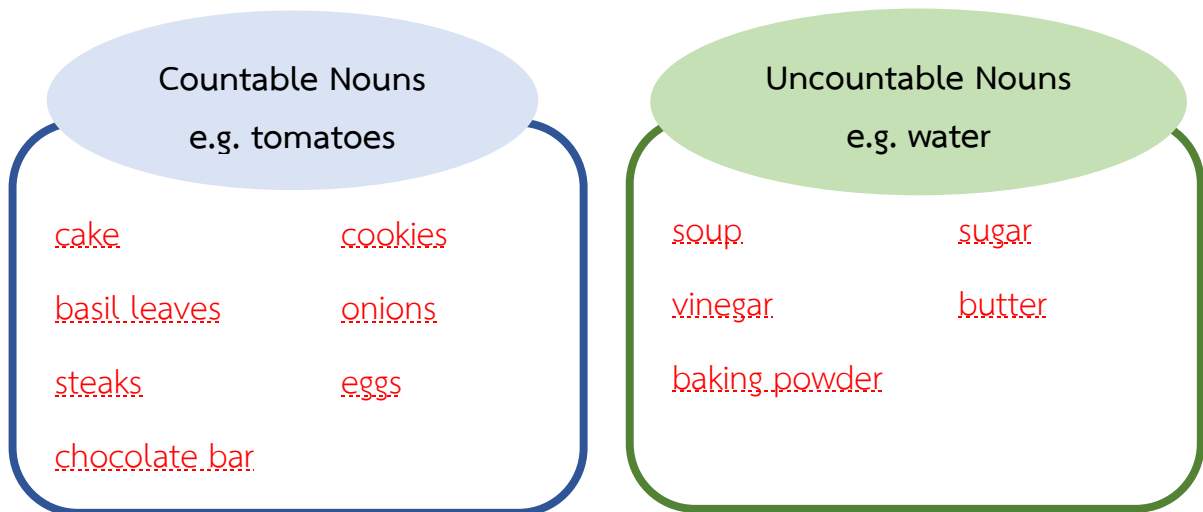 Countable Nouns
e.g. tomatoes
cake cookies
basil leaves onions
steaks eggs
chocolate bar
Uncountable Nouns
e.g. water
soup sugar
vinegar butter
baking powder